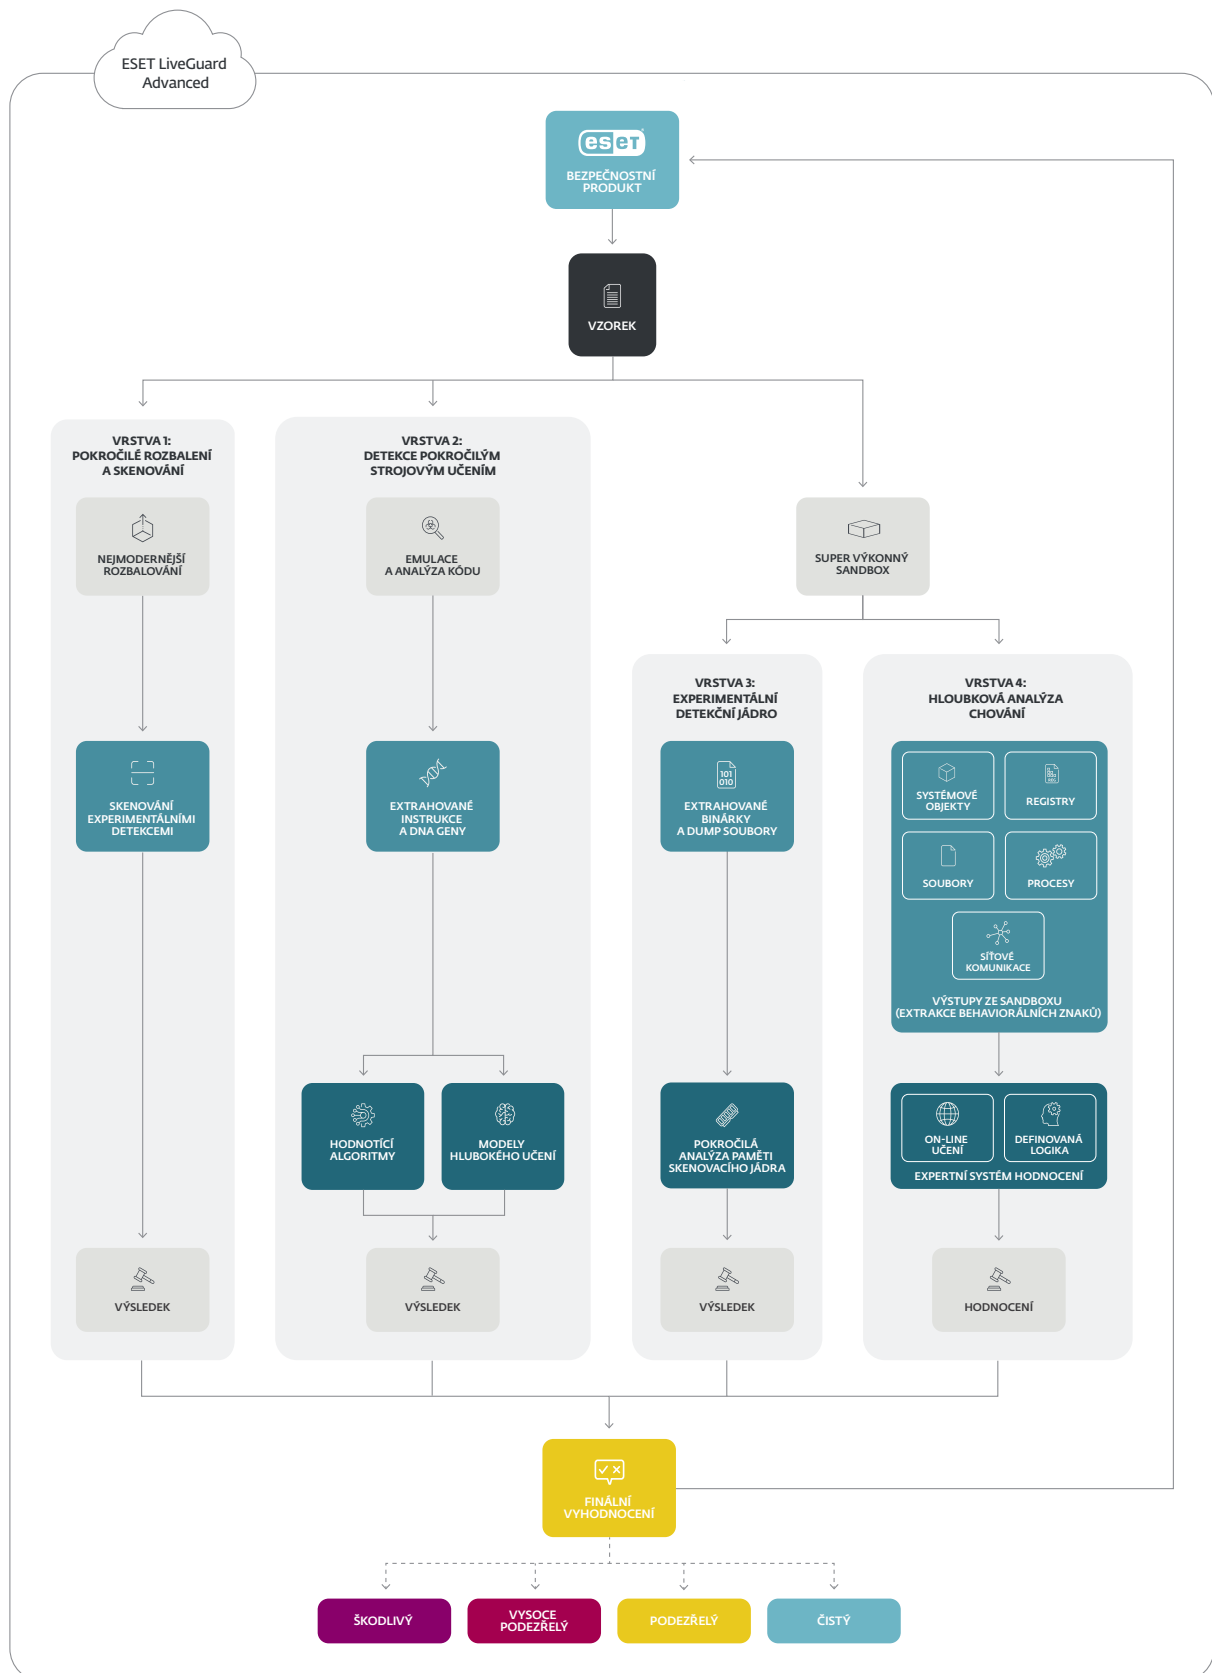 ESET LiveGuard
Advanced
eset
BEZPEČNOSTNÍ
PRODUKT
VZOREK
VRSTVA 1:
POKROČILÉ ROZBALENÍ
A SKENOVÁNÍ
NEJMODERNĚJŠÍ
ROZBALOVÁNÍ
SKENOVÁNÍ
EXPERIMENTÁLNÍMI
DETEKCEMI
VÝSLEDEK
VRSTVA 2:
DETEKCE POKROČILÝM
STROJOVÝM UČENÍM
EMULACE
A ANALÝZA KÓDU
EXTRAHOVANÉ
INSTRUKCE
A DNA GENY
HODNOTÍCÍ
ALGORITMY
MODELY
HLUBOKÉHO UČENÍ
VÝSLEDEK
SUPER VÝKONNÝ
SANDBOX
VRSTVA 3:
EXPERIMENTÁLNÍ
DETEKČNÍ JÁDRO
101
010
EXTRAHOVANÉ
BINÁRKY
A DUMP SOUBORY
POKROČILÁ
ANALÝZA PAMĚTI
SKENOVACÍHO JÁDRA
VÝSLEDEK
VRSTVA 4:
HLOUBKOVÁ ANALÝZA
CHOVÁNÍ
SYSTÉMOVÉ
OBJEKTY
REG
REGISTRY
SOUBORY
PROCESY
SÍŤOVÉ
KOMUNIKACE
VÝSTUPY ZE SANDBOXU
(EXTRAKCE BEHAVIORÁLNÍCH ZNAKŮ)
ON-LINE
UČENÍ
DEFINOVANÁ
LOGIKA
EXPERTNÍ SYSTÉM HODNOCENÍ
HODNOCENÍ
FINÁLNÍ
VYHODNOCENÍ
ŠKODLIVÝ
VYSOCE
PODEZŘELÝ
PODEZŘELÝ
ČISTÝ